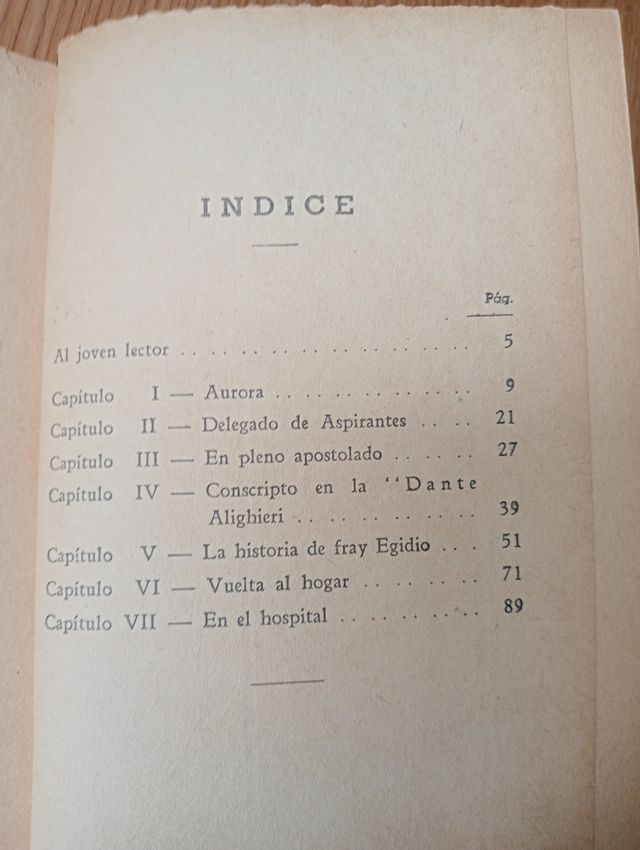 INDICE
Pág.
Al joven lector . . . . . . . . . . . . . . . . . . . 5
Capítulo I — Aurora . . . . . . . . . . . . . 9
Capítulo II — Delegado de Aspirantes . . . . 21
Capítulo III — En pleno apostolado . . . . . . 27
Capítulo IV — Conscripto en la ‘‘Dante
Alighieri . . . . . . . . . . . . 39
Capítulo V — La historia de fray Egidio . . . 51
Capítulo VI — Vuelta al hogar . . . . . . . . 71
Capítulo VII — En el hospital . . . . . . . . . . 89